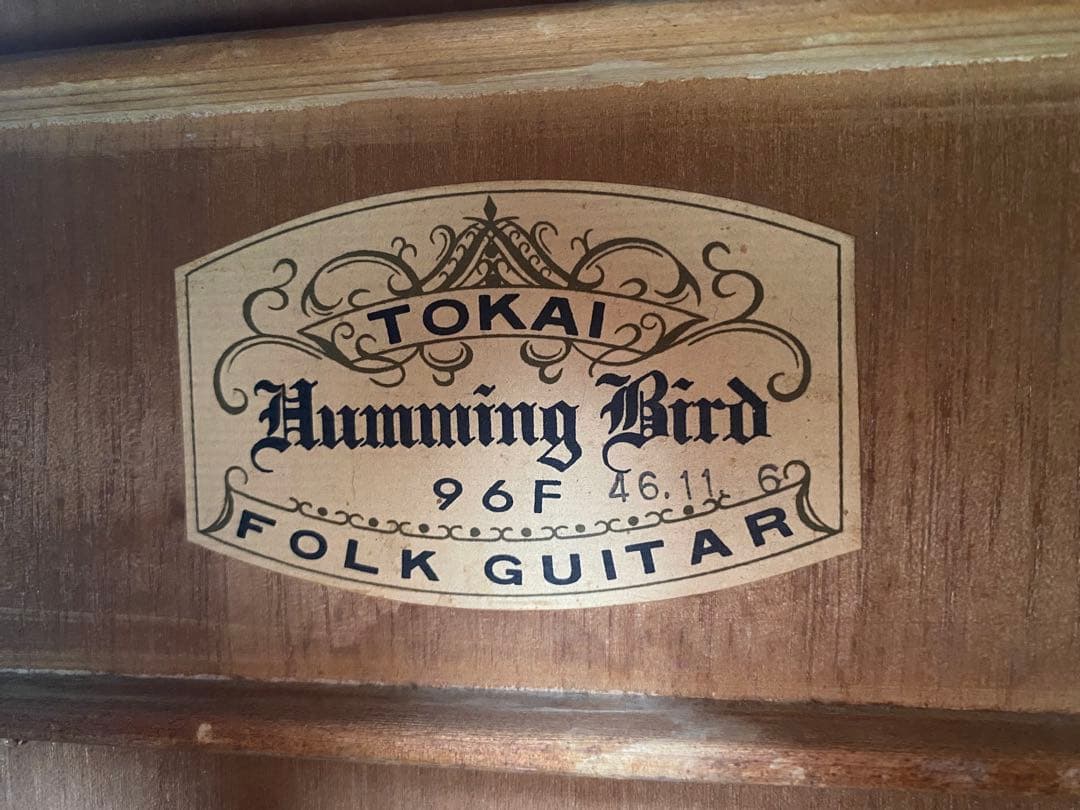 TOKAI
Humming Bird
96F 46.11. 6
FOLK GUITAR